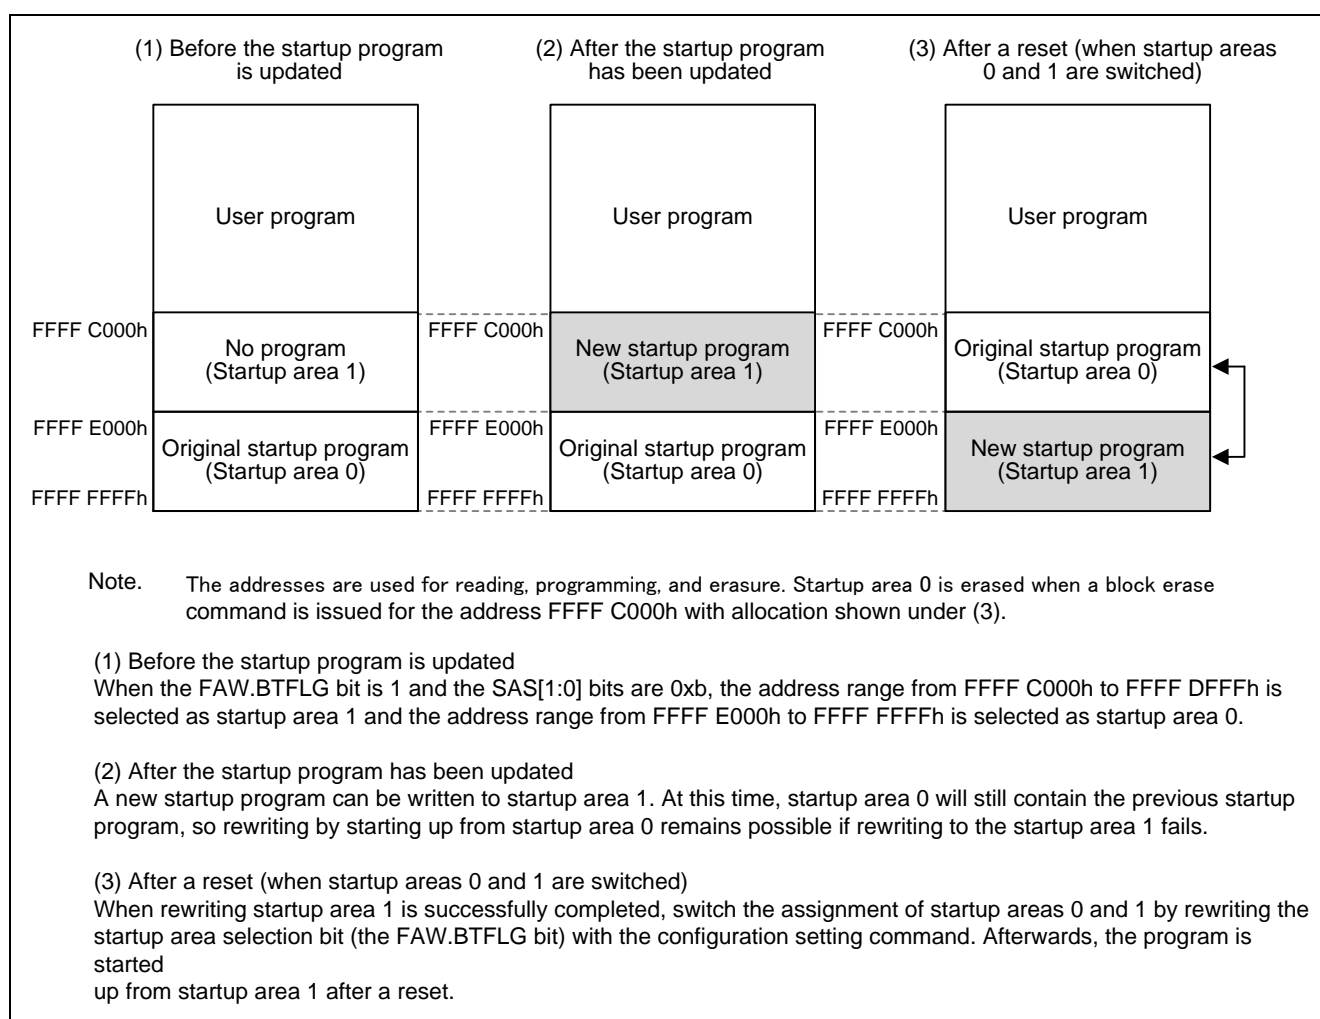 (1) Before the startup program
is updated
(2) After the startup program
has been updated
(3) After a reset (when startup areas
0 and 1 are switched)
User program
User program
User program
FFFF C000h
No program
(Startup area 1)
FFFF C000h
New startup program
(Startup area 1)
FFFF C000h
Original startup program
(Startup area 0)
FFFF E000h
Original startup program
(Startup area 0)
FFFF E000h
Original startup program
(Startup area 0)
FFFF E000h
New startup program
(Startup area 1)
FFFF FFFFh
FFFF FFFFh
FFFF FFFFh
Note. The addresses are used for reading, programming, and erasure. Startup area 0 is erased when a block erase
command is issued for the address FFFF C000h with allocation shown under (3).
(1) Before the startup program is updated
When the FAW.BTFLG bit is 1 and the SAS[1:0] bits are 0xb, the address range from FFFF C000h to FFFF DFFFh is
selected as startup area 1 and the address range from FFFF E000h to FFFF FFFFh is selected as startup area 0.
(2) After the startup program has been updated
A new startup program can be written to startup area 1. At this time, startup area 0 will still contain the previous startup
program, so rewriting by starting up from startup area 0 remains possible if rewriting to the startup area 1 fails.
(3) After a reset (when startup areas 0 and 1 are switched)
When rewriting startup area 1 is successfully completed, switch the assignment of startup areas 0 and 1 by rewriting the
startup area selection bit (the FAW.BTFLG bit) with the configuration setting command. Afterwards, the program is
started
up from startup area 1 after a reset.